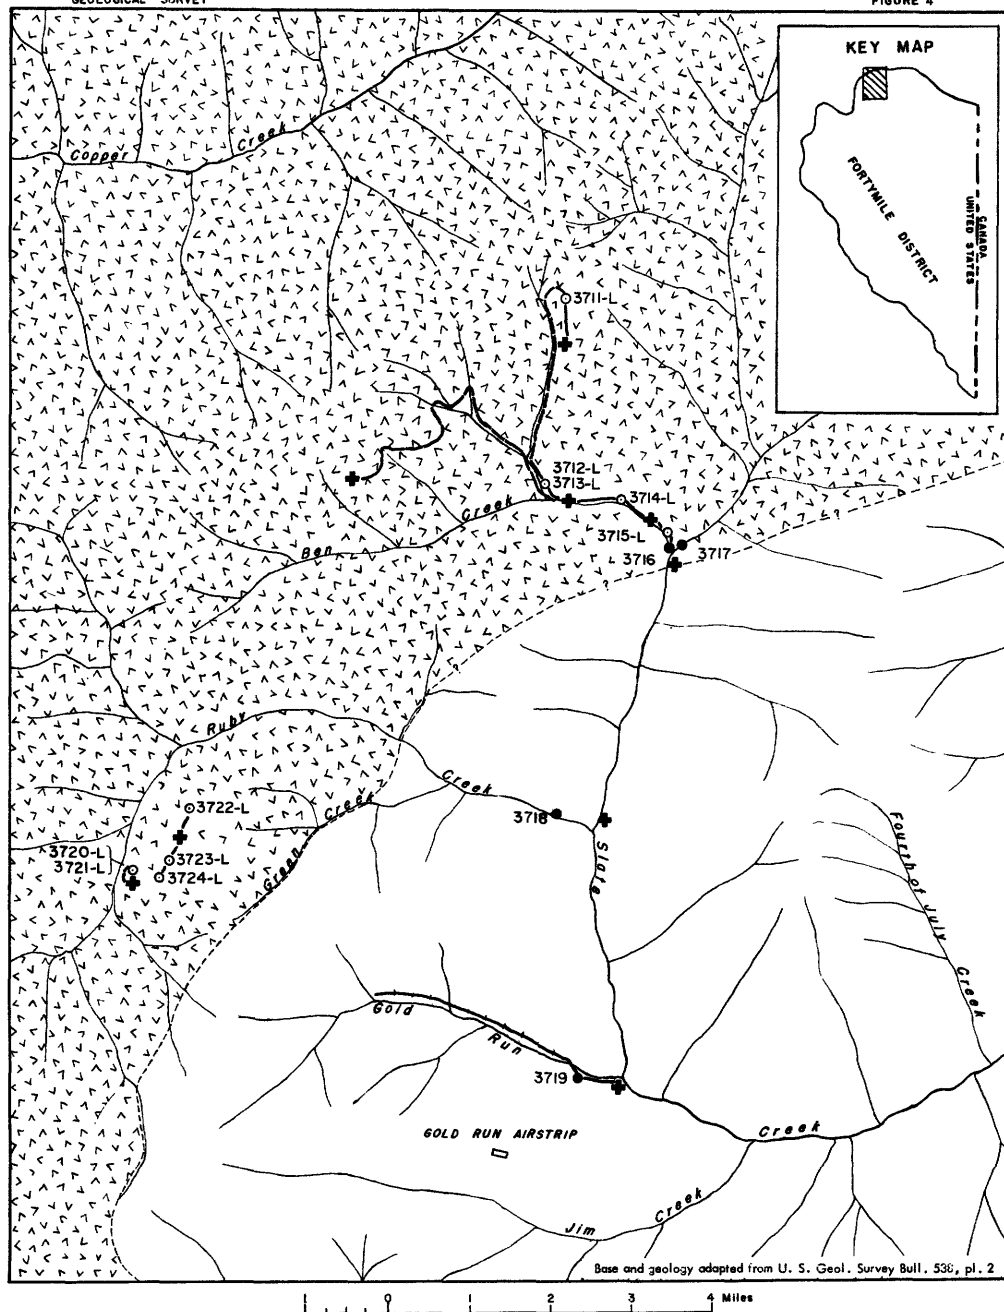 GEOLOGICAL SURVEY
FIGURE 4
KEY MAP
FORTYMILE DISTRICT
CANADA
UNITED STATES
Copper Creek
3711-L
3712-L
3713-L
3714-L
3715-L
3716
3717
Ben Creek
Ruby Creek
3718
Slate
Green Creek
3722-L
3720-L
3721-L
3723-L
3724-L
Fourth of July Creek
Gold Run
3719
GOLD RUN AIRSTRIP
Creek
Jim Creek
Base and geology adapted from U. S. Geol. Survey Bull. 538, pl. 2
0 1 2 3 4 Miles